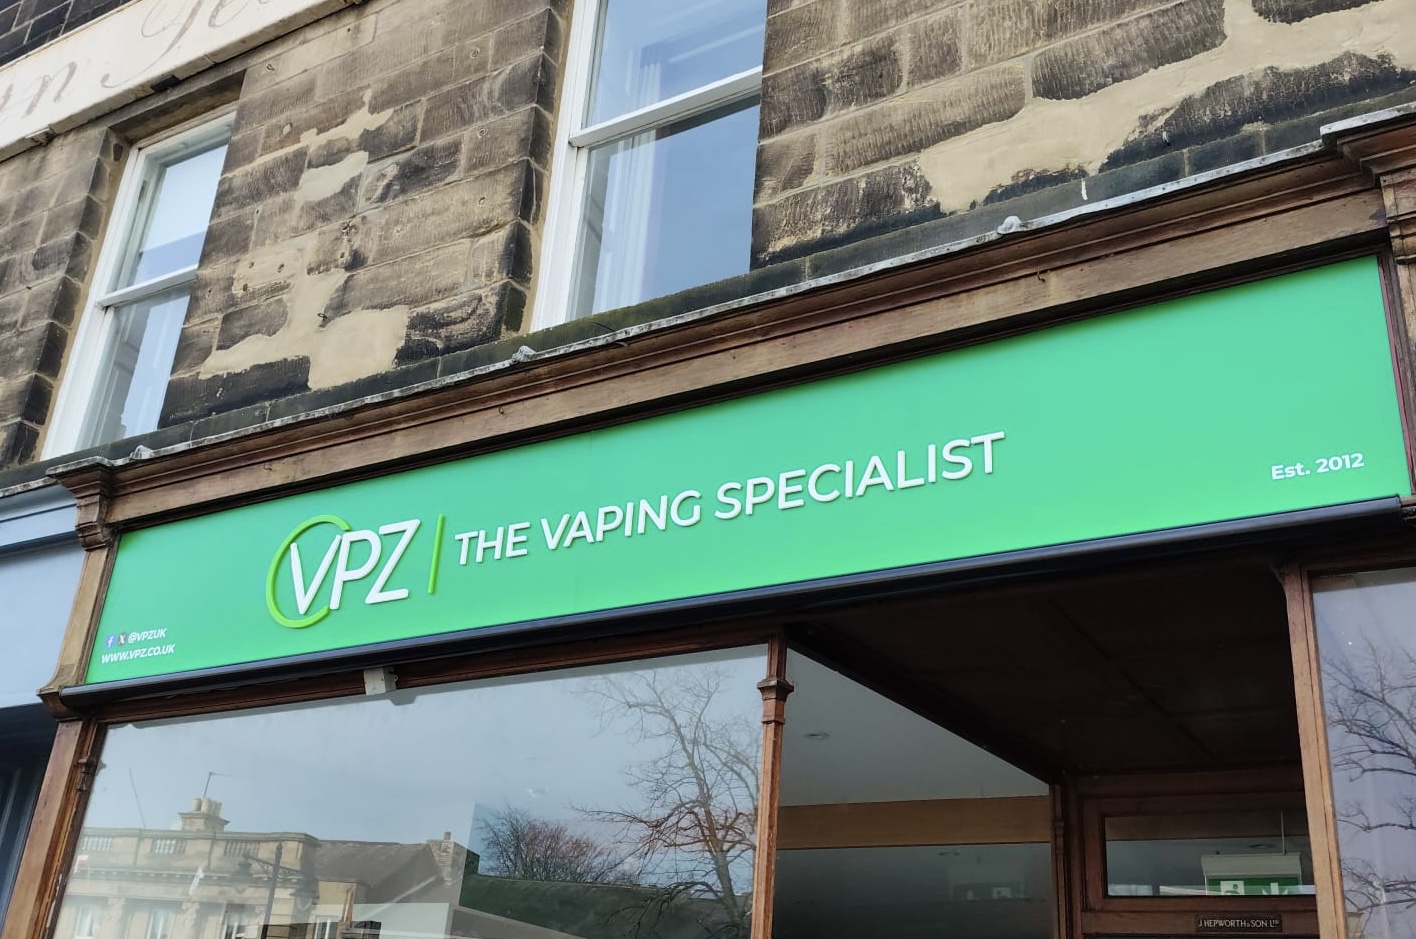 VPZ THE VAPING SPECIALIST
Est. 2012
@VPZUK
WWW.VPZ.CO.UK
J HEPWORTH & SON LTD